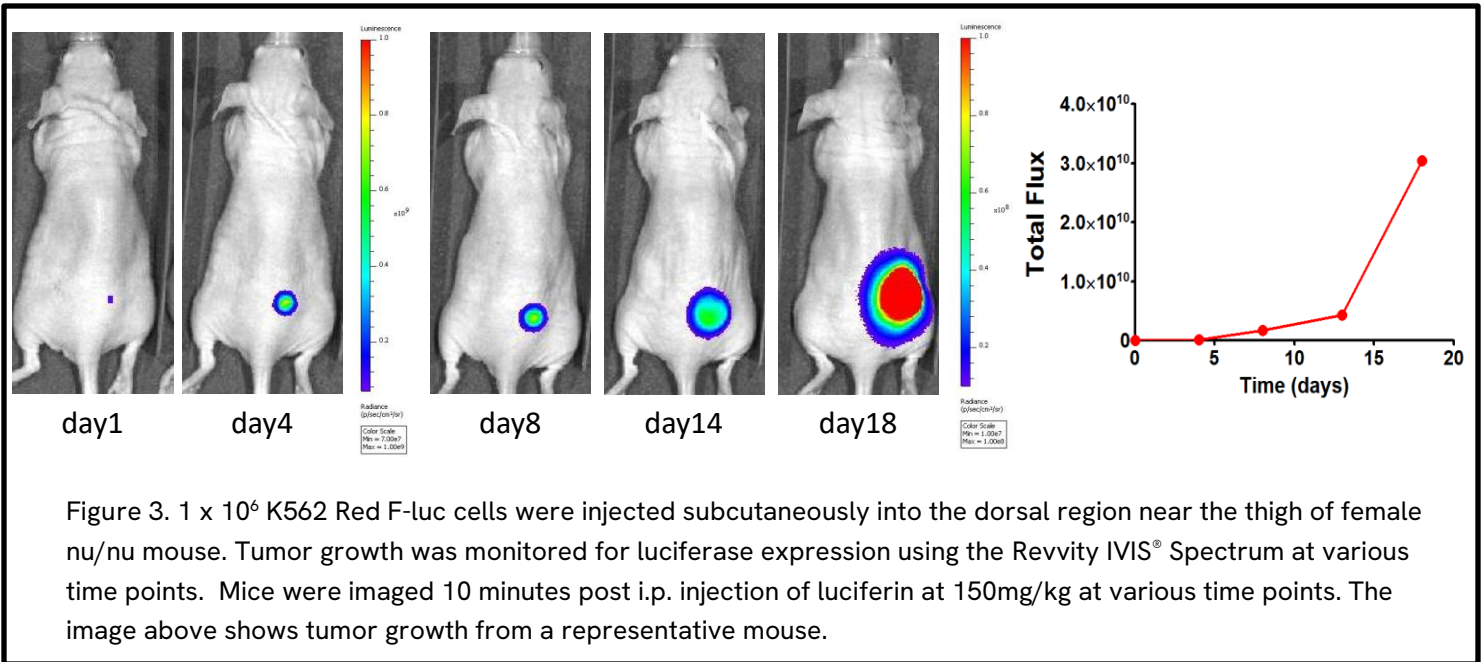 Luminescence
1.0
0.8
0.6
x10⁹
0.4
0.2
Radiance
(p/sec/cm²/sr)
Color Scale
Min = 7.00e7
Max = 1.00e9
day1
day4
Luminescence
1.0
0.8
0.6
x10⁸
0.4
0.2
Radiance
(p/sec/cm²/sr)
Color Scale
Min = 1.00e7
Max = 1.00e8
day8
day14
day18
Total Flux
4.0×10¹⁰
3.0×10¹⁰
2.0×10¹⁰
1.0×10¹⁰
0
0 5 10 15 20
Time (days)
Figure 3. 1 x 10⁶ K562 Red F-luc cells were injected subcutaneously into the dorsal region near the thigh of female
nu/nu mouse. Tumor growth was monitored for luciferase expression using the Revvity IVIS® Spectrum at various
time points.  Mice were imaged 10 minutes post i.p. injection of luciferin at 150mg/kg at various time points. The
image above shows tumor growth from a representative mouse.